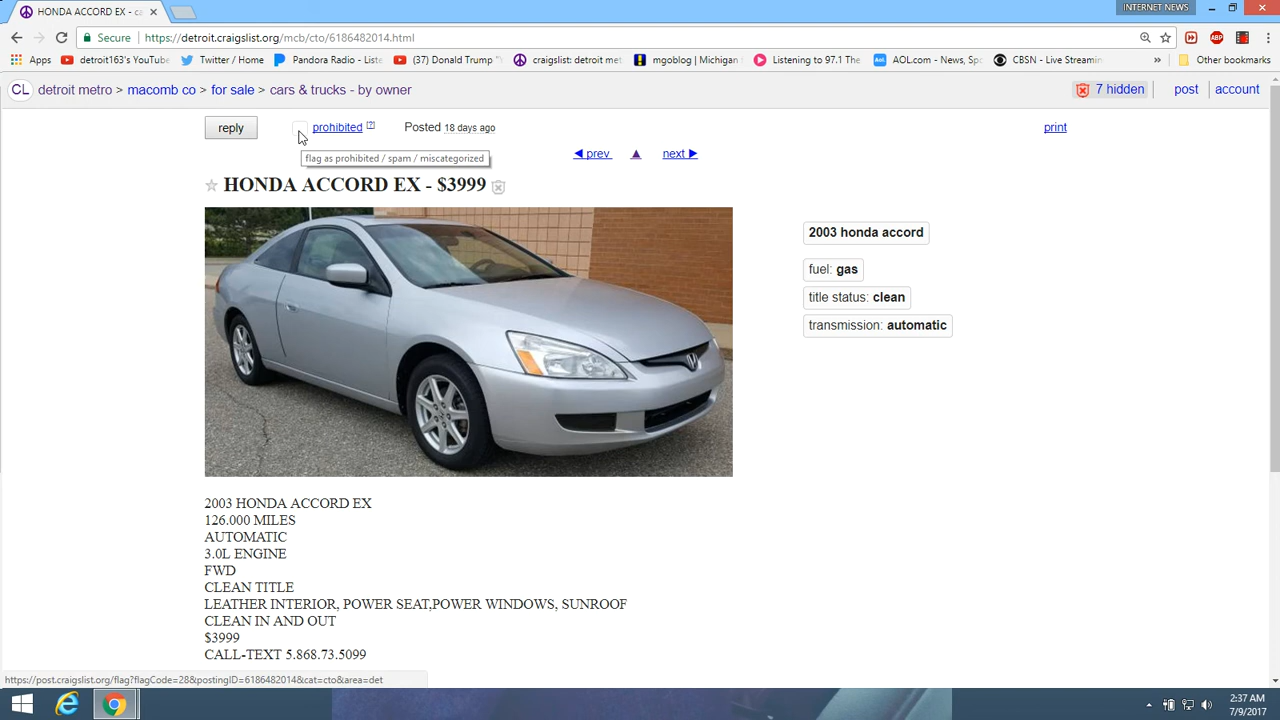 INTERNET NEWS
HONDA ACCORD EX - ca
Secure https://detroit.craigslist.org/mcb/cto/6186482014.html
Apps detroit163's YouTube Twitter / Home Pandora Radio - Liste (37) Donald Trump craigslist: detroit met mgoblog | Michigan Listening to 97.1 The AOL.com - News, Sp CBSN - Live Streaming » Other bookmarks
CL detroit metro > macomb co > for sale > cars & trucks - by owner 7 hidden post account
reply prohibited [?] Posted 18 days ago print
flag as prohibited / spam / miscategorized
◀ prev ▲ next ▶
HONDA ACCORD EX - $3999
2003 honda accord
fuel: gas
title status: clean
transmission: automatic
2003 HONDA ACCORD EX
126.000 MILES
AUTOMATIC
3.0L ENGINE
FWD
CLEAN TITLE
LEATHER INTERIOR, POWER SEAT,POWER WINDOWS, SUNROOF
CLEAN IN AND OUT
$3999
CALL-TEXT 5.868.73.5099
https://post.craigslist.org/flag?flagCode=28&postingID=6186482014&cat=cto&area=det
2:37 AM
7/9/2017